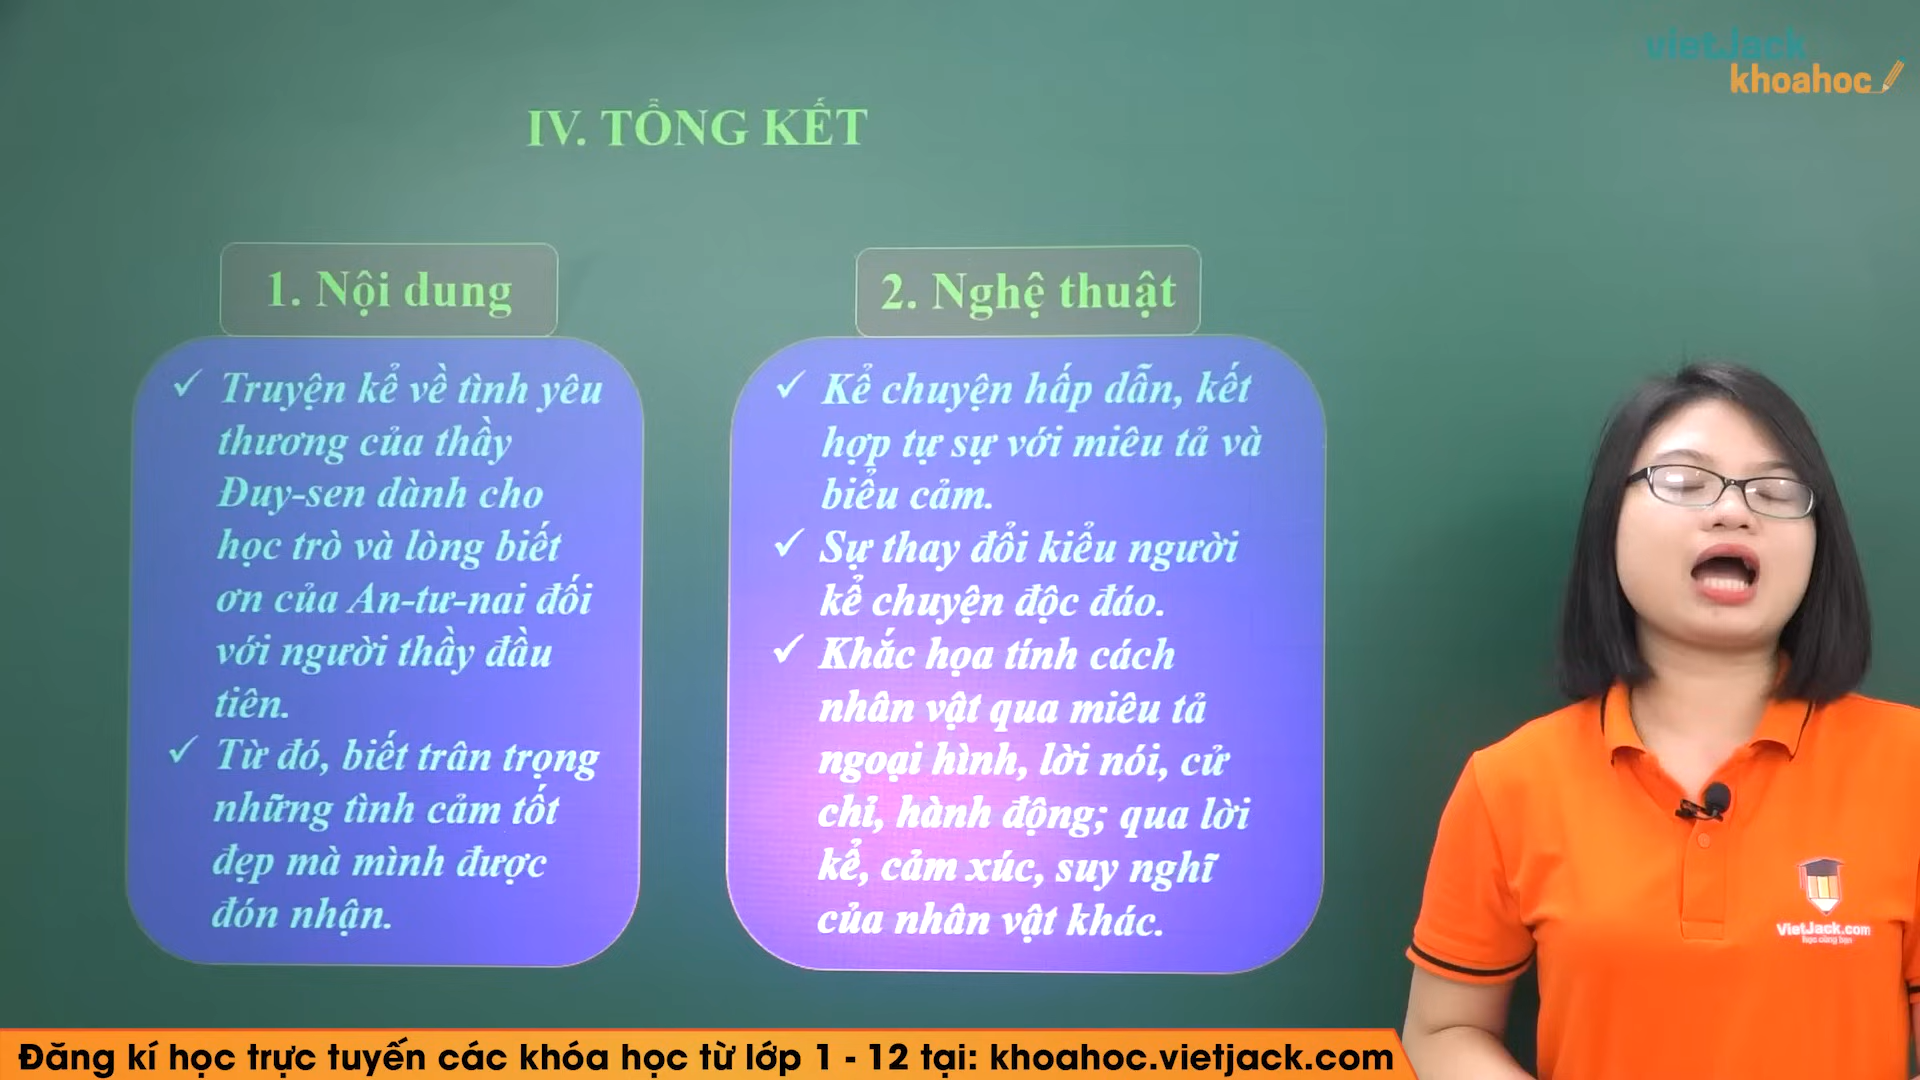 vietJack
khoahoc
IV. TỔNG KẾT
1. Nội dung
✓ Truyện kể về tình yêu
thương của thầy
Đuy-sen dành cho
học trò và lòng biết
ơn của An-tư-nai đối
với người thầy đầu
tiên.
✓ Từ đó, biết trân trọng
những tình cảm tốt
đẹp mà mình được
đón nhận.
2. Nghệ thuật
✓ Kể chuyện hấp dẫn, kết
hợp tự sự với miêu tả và
biểu cảm.
✓ Sự thay đổi kiểu người
kể chuyện độc đáo.
✓ Khắc họa tính cách
nhân vật qua miêu tả
ngoại hình, lời nói, cử
chỉ, hành động; qua lời
kể, cảm xúc, suy nghĩ
của nhân vật khác.
VietJack.com
Học cùng bạn
Đăng kí học trực tuyến các khóa học từ lớp 1 - 12 tại: khoahoc.vietjack.com